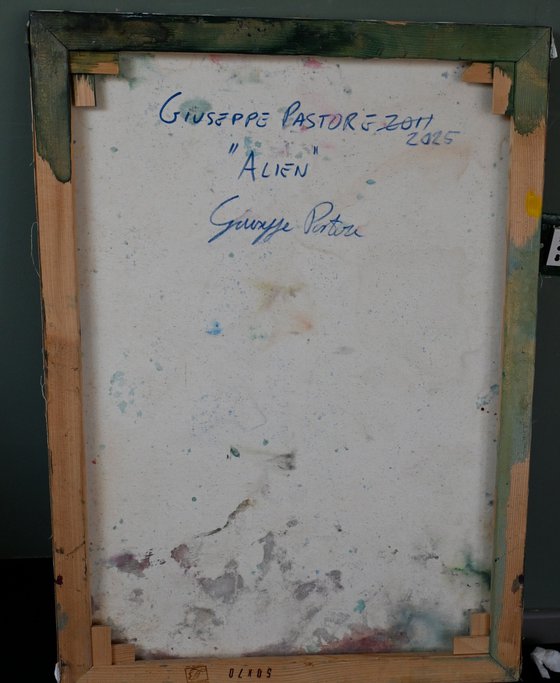 GIUSEPPE PASTORE 2011
2025
"ALIEN"
Giuseppe Pastore
50x70